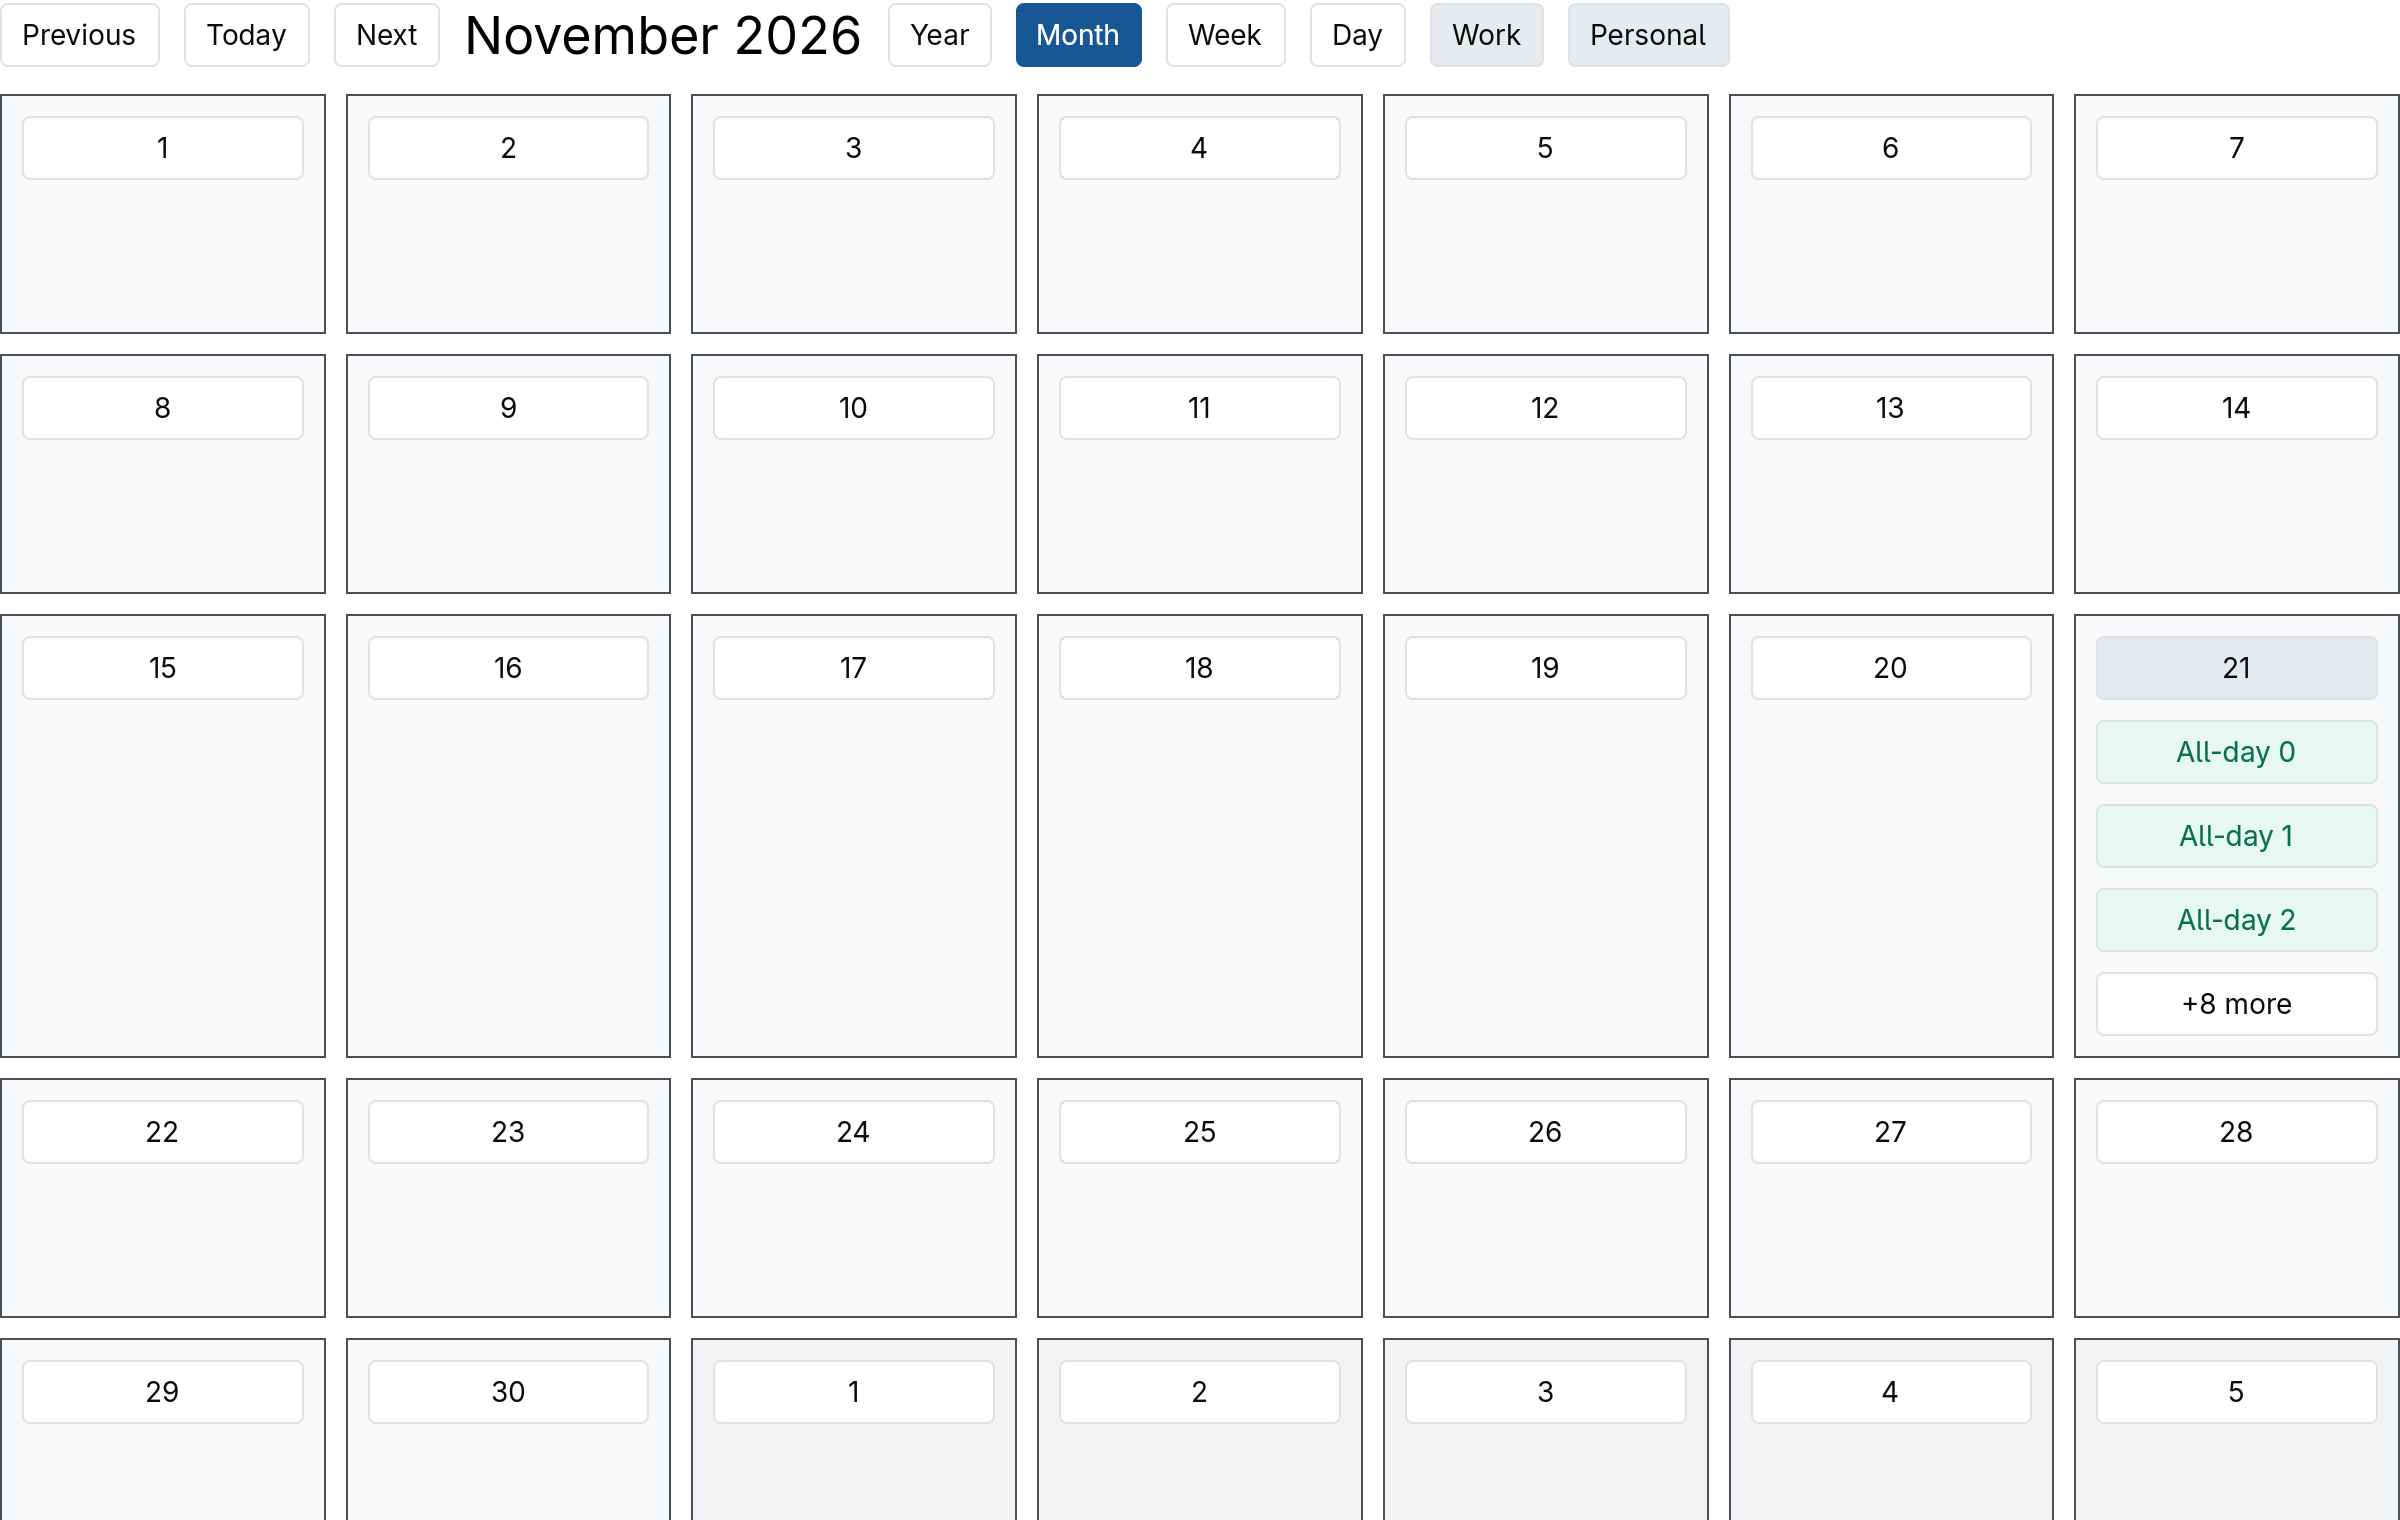 Previous Today Next November 2026 Year Month Week Day Work Personal
1 2 3 4 5 6 7
8 9 10 11 12 13 14
15 16 17 18 19 20 21
All-day 0
All-day 1
All-day 2
+8 more
22 23 24 25 26 27 28
29 30 1 2 3 4 5